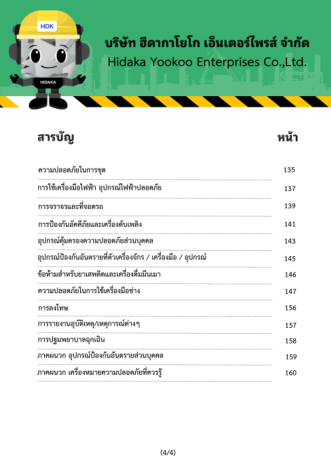 HDK
HIDAKA
บริษัท ฮีดากาโยโก เอ็นเตอร์ไพรส์ จำกัด
Hidaka Yookoo Enterprises Co.,Ltd.
สารบัญ หน้า
ความปลอดภัยในการขุด 135
การใช้เครื่องมือไฟฟ้า อุปกรณ์ไฟฟ้าปลอดภัย 137
การจราจรและที่จอดรถ 139
การป้องกันอัคคีภัยและเครื่องดับเพลิง 141
อุปกรณ์คุ้มครองความปลอดภัยส่วนบุคคล 143
อุปกรณ์ป้องกันอันตรายที่ตัวเครื่องจักร / เครื่องมือ / อุปกรณ์ 145
ข้อห้ามสำหรับยาเสพติดและเครื่องดื่มมึนเมา 146
ความปลอดภัยในการใช้เครื่องมือช่าง 147
การลงโทษ 156
การรายงานอุบัติเหตุ/เหตุการณ์ต่างๆ 157
การปฐมพยาบาลฉุกเฉิน 158
ภาคผนวก อุปกรณ์ป้องกันอันตรายส่วนบุคคล 159
ภาคผนวก เครื่องหมายความปลอดภัยที่ควรรู้ 160
(4/4)